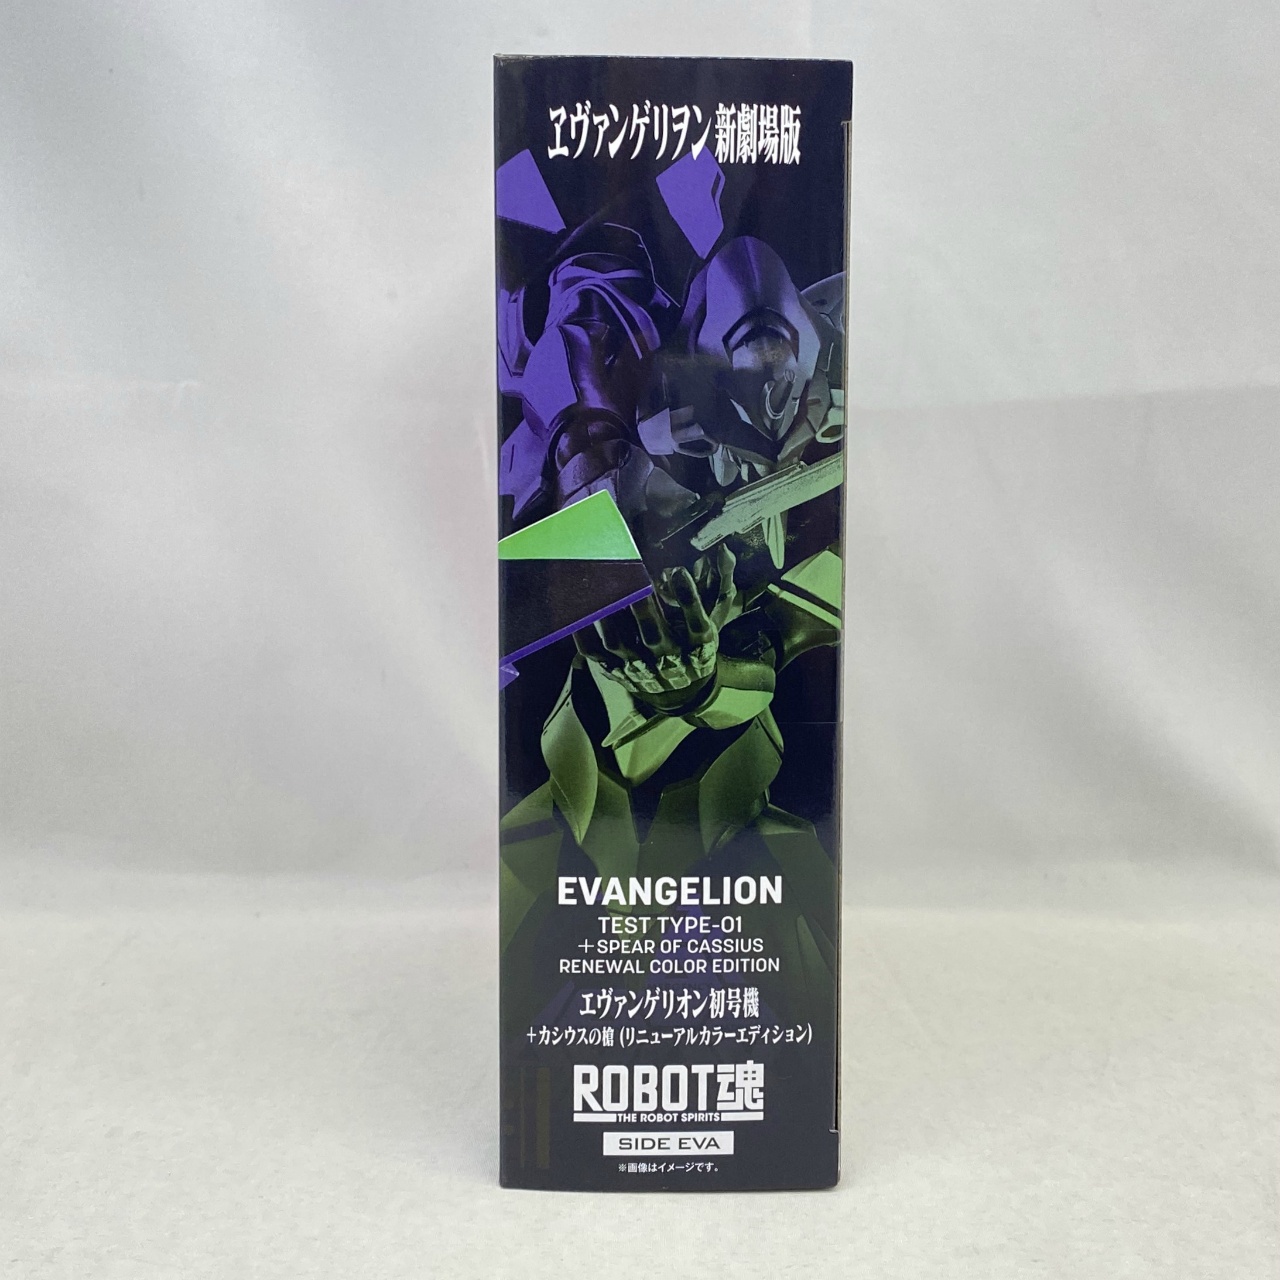 ヱヴァンゲリヲン新劇場版
EVANGELION
TEST TYPE-01
+SPEAR OF CASSIUS
RENEWAL COLOR EDITION
エヴァンゲリオン初号機
+カシウスの槍 (リニューアルカラーエディション)
ROBOT魂
THE ROBOT SPIRITS
SIDE EVA
※画像はイメージです。